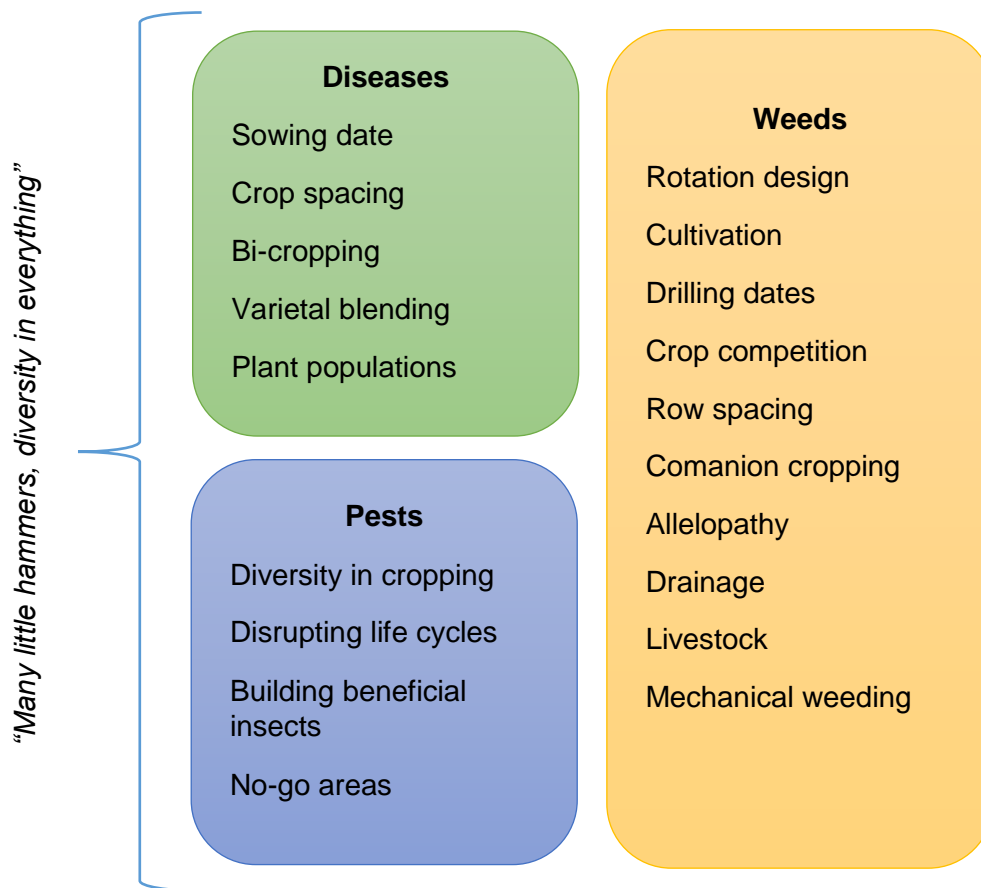 “Many little hammers, diversity in everything”
Diseases
Sowing date
Crop spacing
Bi-cropping
Varietal blending
Plant populations
Pests
Diversity in cropping
Disrupting life cycles
Building beneficial
insects
No-go areas
Weeds
Rotation design
Cultivation
Drilling dates
Crop competition
Row spacing
Comanion cropping
Allelopathy
Drainage
Livestock
Mechanical weeding